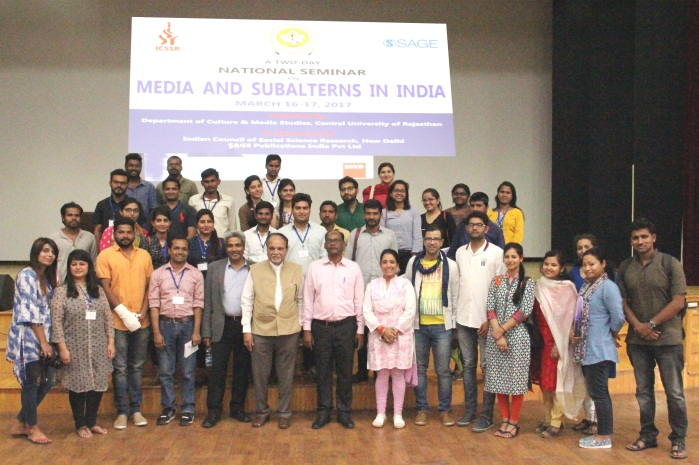 ICSSR
SAGE
A TWO DAY
NATIONAL SEMINAR
ON
MEDIA AND SUBALTERNS IN INDIA
MARCH 16-17, 2017
Department of Culture & Media Studies, Central University of Rajasthan
Indian Council of Social Science Research, New Delhi
SAGE Publications India Pvt Ltd